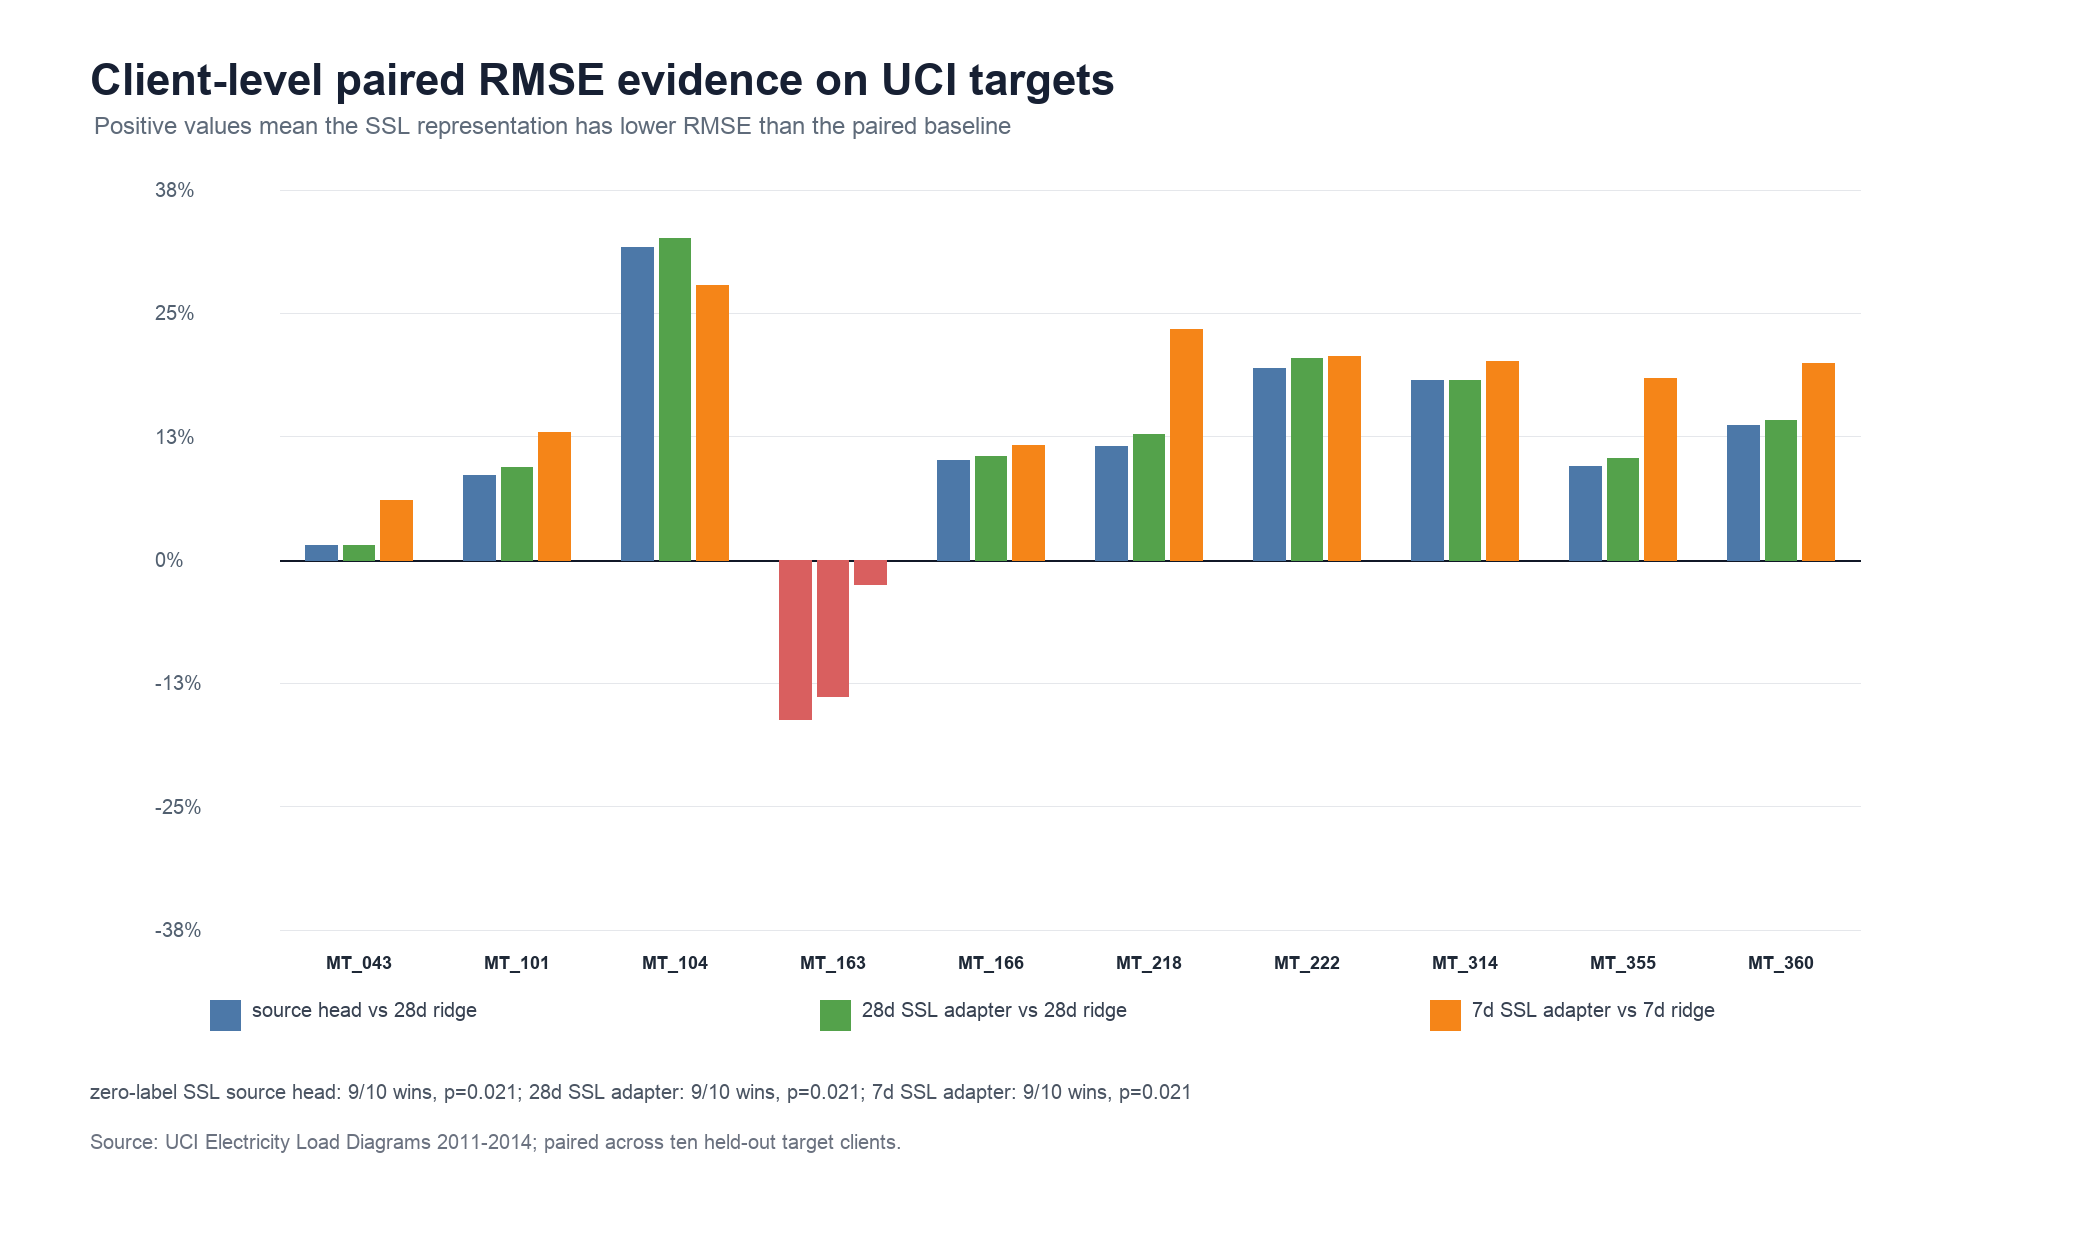 Client-level paired RMSE evidence on UCI targets
Positive values mean the SSL representation has lower RMSE than the paired baseline
38%
25%
13%
0%
-13%
-25%
-38%
MT_043 MT_101 MT_104 MT_163 MT_166 MT_218 MT_222 MT_314 MT_355 MT_360
source head vs 28d ridge 28d SSL adapter vs 28d ridge 7d SSL adapter vs 7d ridge
zero-label SSL source head: 9/10 wins, p=0.021; 28d SSL adapter: 9/10 wins, p=0.021; 7d SSL adapter: 9/10 wins, p=0.021
Source: UCI Electricity Load Diagrams 2011-2014; paired across ten held-out target clients.